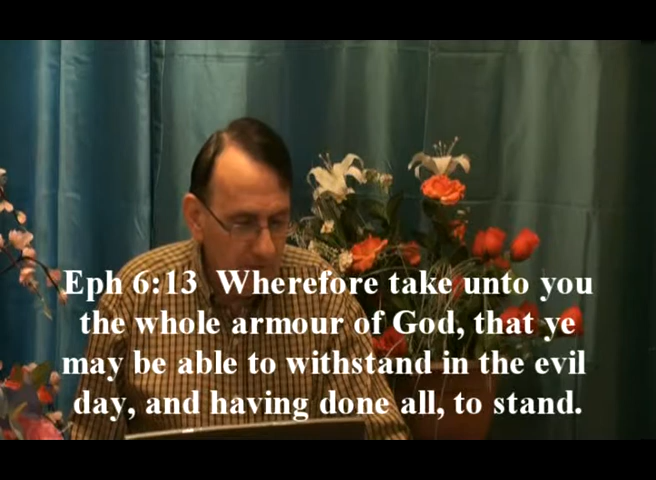 Eph 6:13 Wherefore take unto you
the whole armour of God, that ye
may be able to withstand in the evil
day, and having done all, to stand.